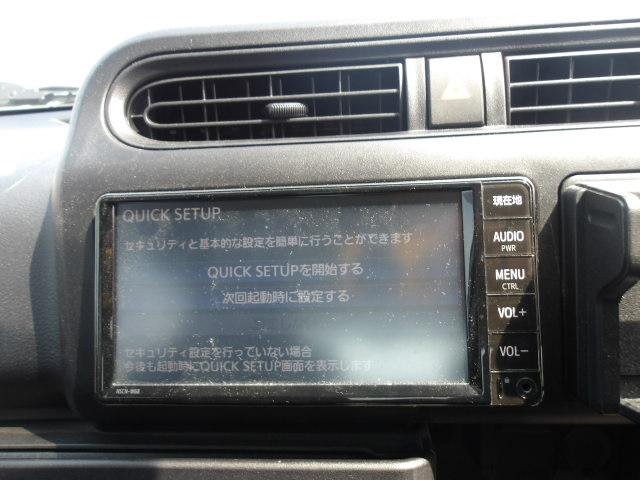 QUICK SETUP
セキュリティと基本的な設定を簡単に行うことができます
QUICK SETUPを開始する
次回起動時に設定する
セキュリティ設定を行っていない場合
今後も起動時にQUICK SETUP画面を表示します
NSCN-W68
現在地
AUDIO
PWR
MENU
CTRL
VOL+
VOL-